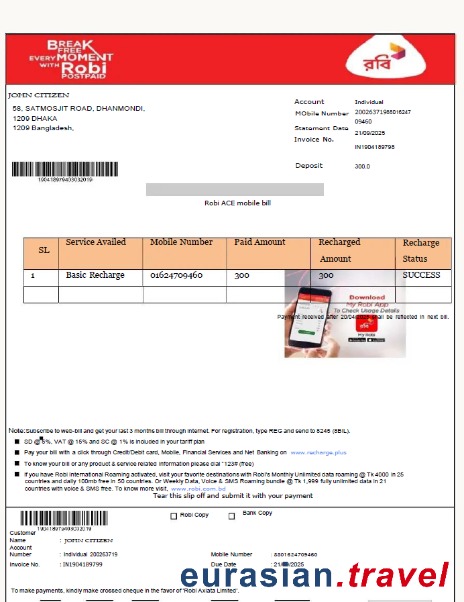 BREAK
FREE
EVERY MOMENT
WITH Robi
POSTPAID
রবি
JOHN CITIZEN
58, SATMOSJIT ROAD, DHANMONDI,
1209 DHAKA
1209 Bangladesh,
Account Individual
MObile Number 20026371988016247
09460
Statement Date 21/09/2025
Invoice No.
IN1904189798
Deposit 300.0
190418979403032019
Robi ACE mobile bill
SL Service Availed Mobile Number Paid Amount Recharged Amount Recharge Status
1 Basic Recharge 01624709460 300 300 SUCCESS
Download
My Robi App
To Check Usage Details
Payment received after 20/04/ shall be reflected in next bill.
My Robi
Note:Subscribe to web-bill and get your last 3 months bill through internet. For registration, type REG and send to 8245 (8BIL).
■ SD @ 5%, VAT @ 15% and SC @ 1% is included in your tariff plan
■ Pay your bill with a click through Credit/debit card, Mobile, Financial Services and Net Banking on www.recharge.plus
■ To know your bill or any product & service related information please dial *123# (free)
■ If you have Robi International Roaming activated, visit your favorite destinations with Robi's Monthly Unlimited data roaming @ Tk 4000 in 25
countries and daily 100mb free in 50 countries. Or Weekly Data, Voice & SMS Roaming bundle @ Tk 1,999 fully unlimited data in 21
countries with voice & SMS free. To know more visit, www.robi.com.bd
Tear this slip off and submit it with your payment
190418979403032019
Robi Copy Bank Copy
Customer
Name : JOHN CITIZEN
Account
Number : Individual 200263719 Mobile Number : 8801624709460
Invoice No. : IN1904189799 Due Date : 21/ /2025
eurasian.travel
To make payments, kindly make crossed cheque in the favor of "Robi Axiata Limited".